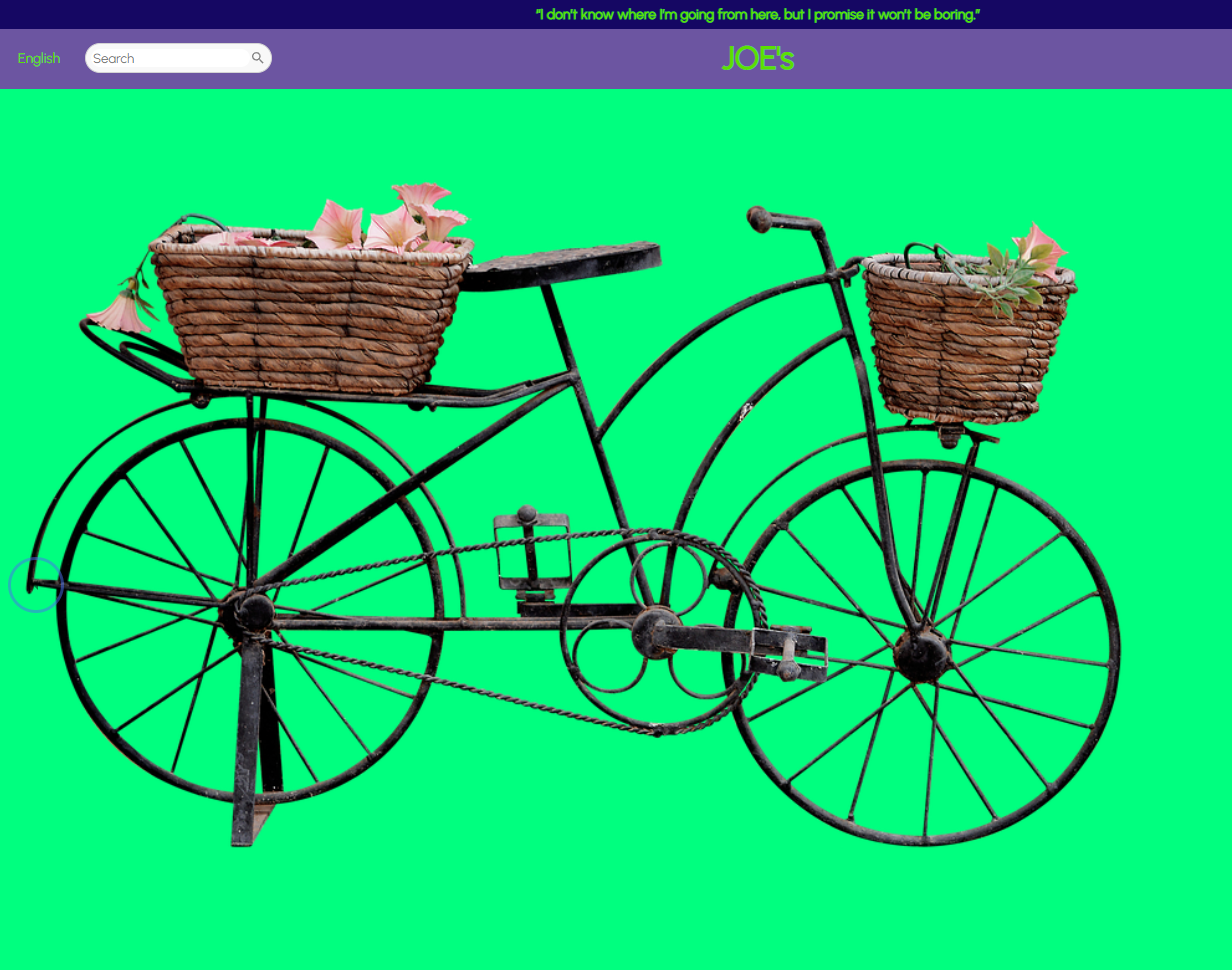 "I don't know where I'm going from here, but I promise it won't be boring."
English
Search
JOE's